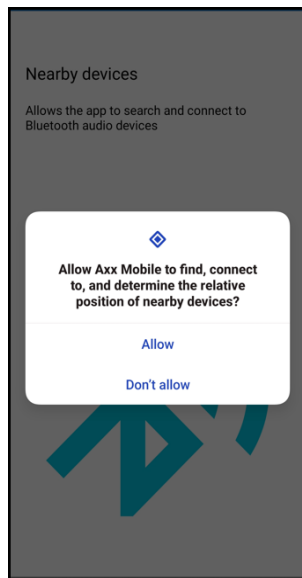 Nearby devices
Allows the app to search and connect to
Bluetooth audio devices
Allow Axx Mobile to find, connect
to, and determine the relative
position of nearby devices?
Allow
Don't allow